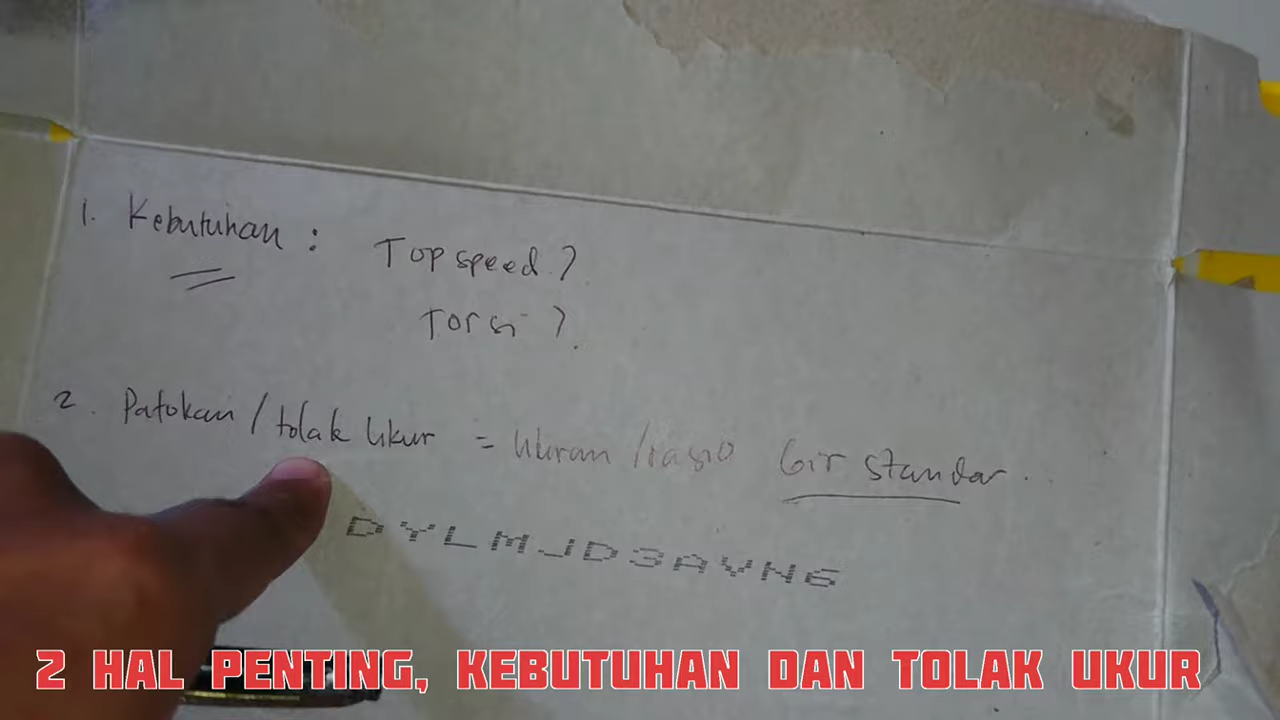 1. Kebutuhan : Top speed ?
Torsi ?
2. Patokan / tolak ukur = Ukuran / rasio Gir standar.
DYLMJD3AVN6
2 HAL PENTING, KEBUTUHAN DAN TOLAK UKUR